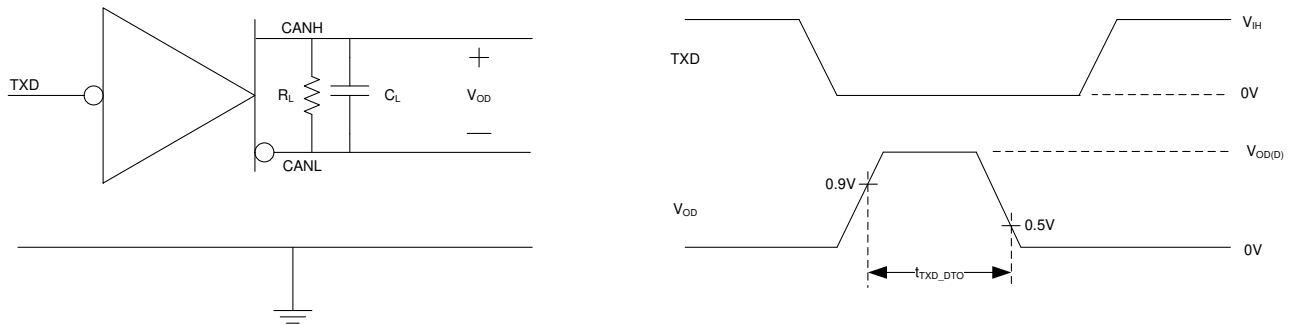 TXD
CANH
R_L
C_L
+
V_OD
—
CANL
TXD
V_IH
0V
V_OD(D)
0.9V
V_OD
0.5V
0V
t_TXD_DTO